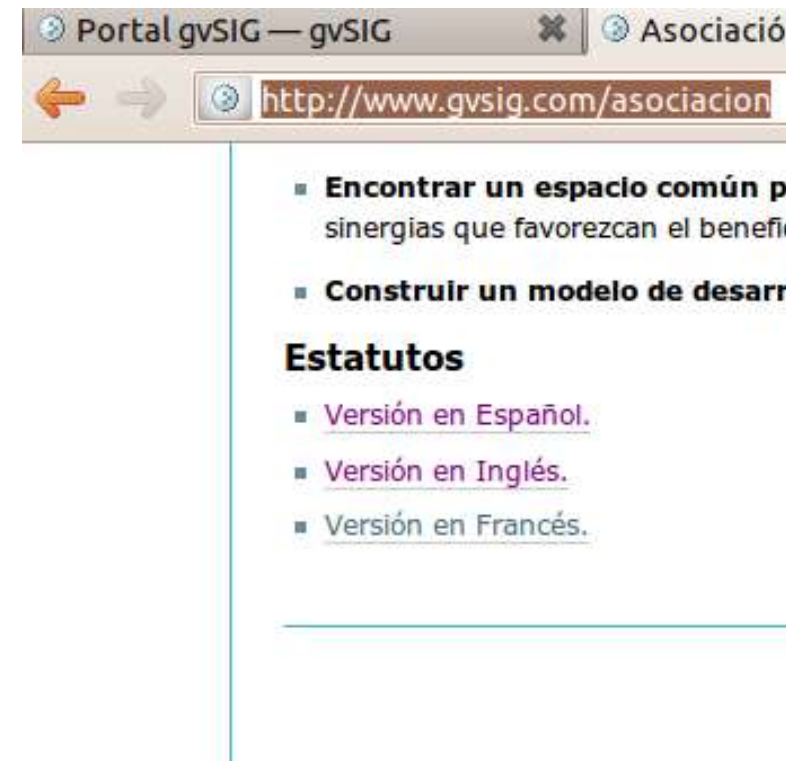 Portal gvSIG — gvSIG
Asociació
http://www.gvsig.com/asociacion
Encontrar un espacio común p
sinergias que favorezcan el benefi
Construir un modelo de desarr
Estatutos
Versión en Español.
Versión en Inglés.
Versión en Francés.